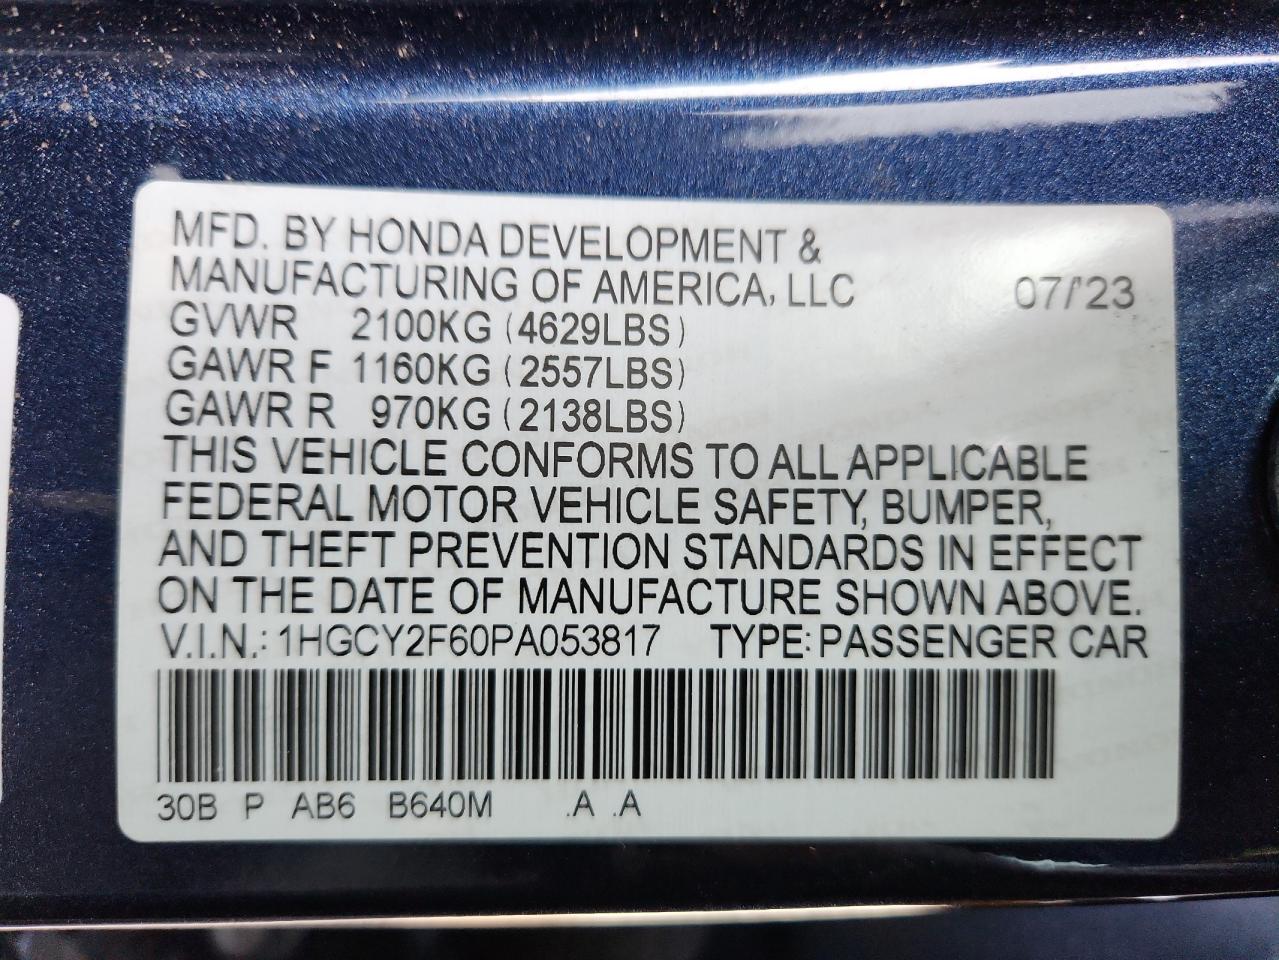 MFD. BY HONDA DEVELOPMENT &
MANUFACTURING OF AMERICA, LLC 07/'23
GVWR 2100KG (4629LBS)
GAWR F 1160KG (2557LBS)
GAWR R 970KG (2138LBS)
THIS VEHICLE CONFORMS TO ALL APPLICABLE
FEDERAL MOTOR VEHICLE SAFETY, BUMPER,
AND THEFT PREVENTION STANDARDS IN EFFECT
ON THE DATE OF MANUFACTURE SHOWN ABOVE.
V.I.N.: 1HGCY2F60PA053817 TYPE: PASSENGER CAR
30B P AB6 B640M .A .A